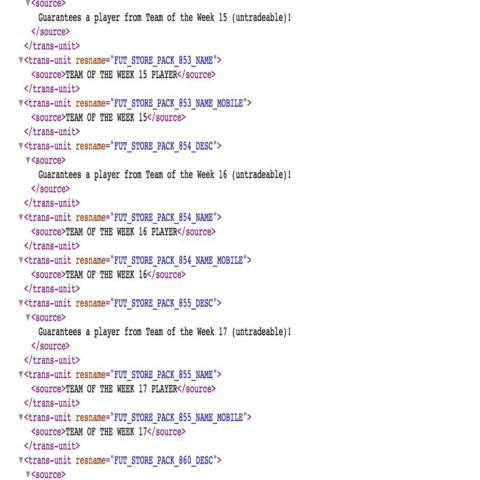 ▼<source>
Guarantees a player from Team of the Week 15 (untradeable)!
</source>
</trans-unit>
▼<trans-unit resname="FUT_STORE_PACK_853_NAME">
<source>TEAM OF THE WEEK 15 PLAYER</source>
</trans-unit>
▼<trans-unit resname="FUT_STORE_PACK_853_NAME_MOBILE">
<source>TEAM OF THE WEEK 15</source>
</trans-unit>
▼<trans-unit resname="FUT_STORE_PACK_854_DESC">
▼<source>
Guarantees a player from Team of the Week 16 (untradeable)!
</source>
</trans-unit>
▼<trans-unit resname="FUT_STORE_PACK_854_NAME">
<source>TEAM OF THE WEEK 16 PLAYER</source>
</trans-unit>
▼<trans-unit resname="FUT_STORE_PACK_854_NAME_MOBILE">
<source>TEAM OF THE WEEK 16</source>
</trans-unit>
▼<trans-unit resname="FUT_STORE_PACK_855_DESC">
▼<source>
Guarantees a player from Team of the Week 17 (untradeable)!
</source>
</trans-unit>
▼<trans-unit resname="FUT_STORE_PACK_855_NAME">
<source>TEAM OF THE WEEK 17 PLAYER</source>
</trans-unit>
▼<trans-unit resname="FUT_STORE_PACK_855_NAME_MOBILE">
<source>TEAM OF THE WEEK 17</source>
</trans-unit>
▼<trans-unit resname="FUT_STORE_PACK_860_DESC">
▼<source>